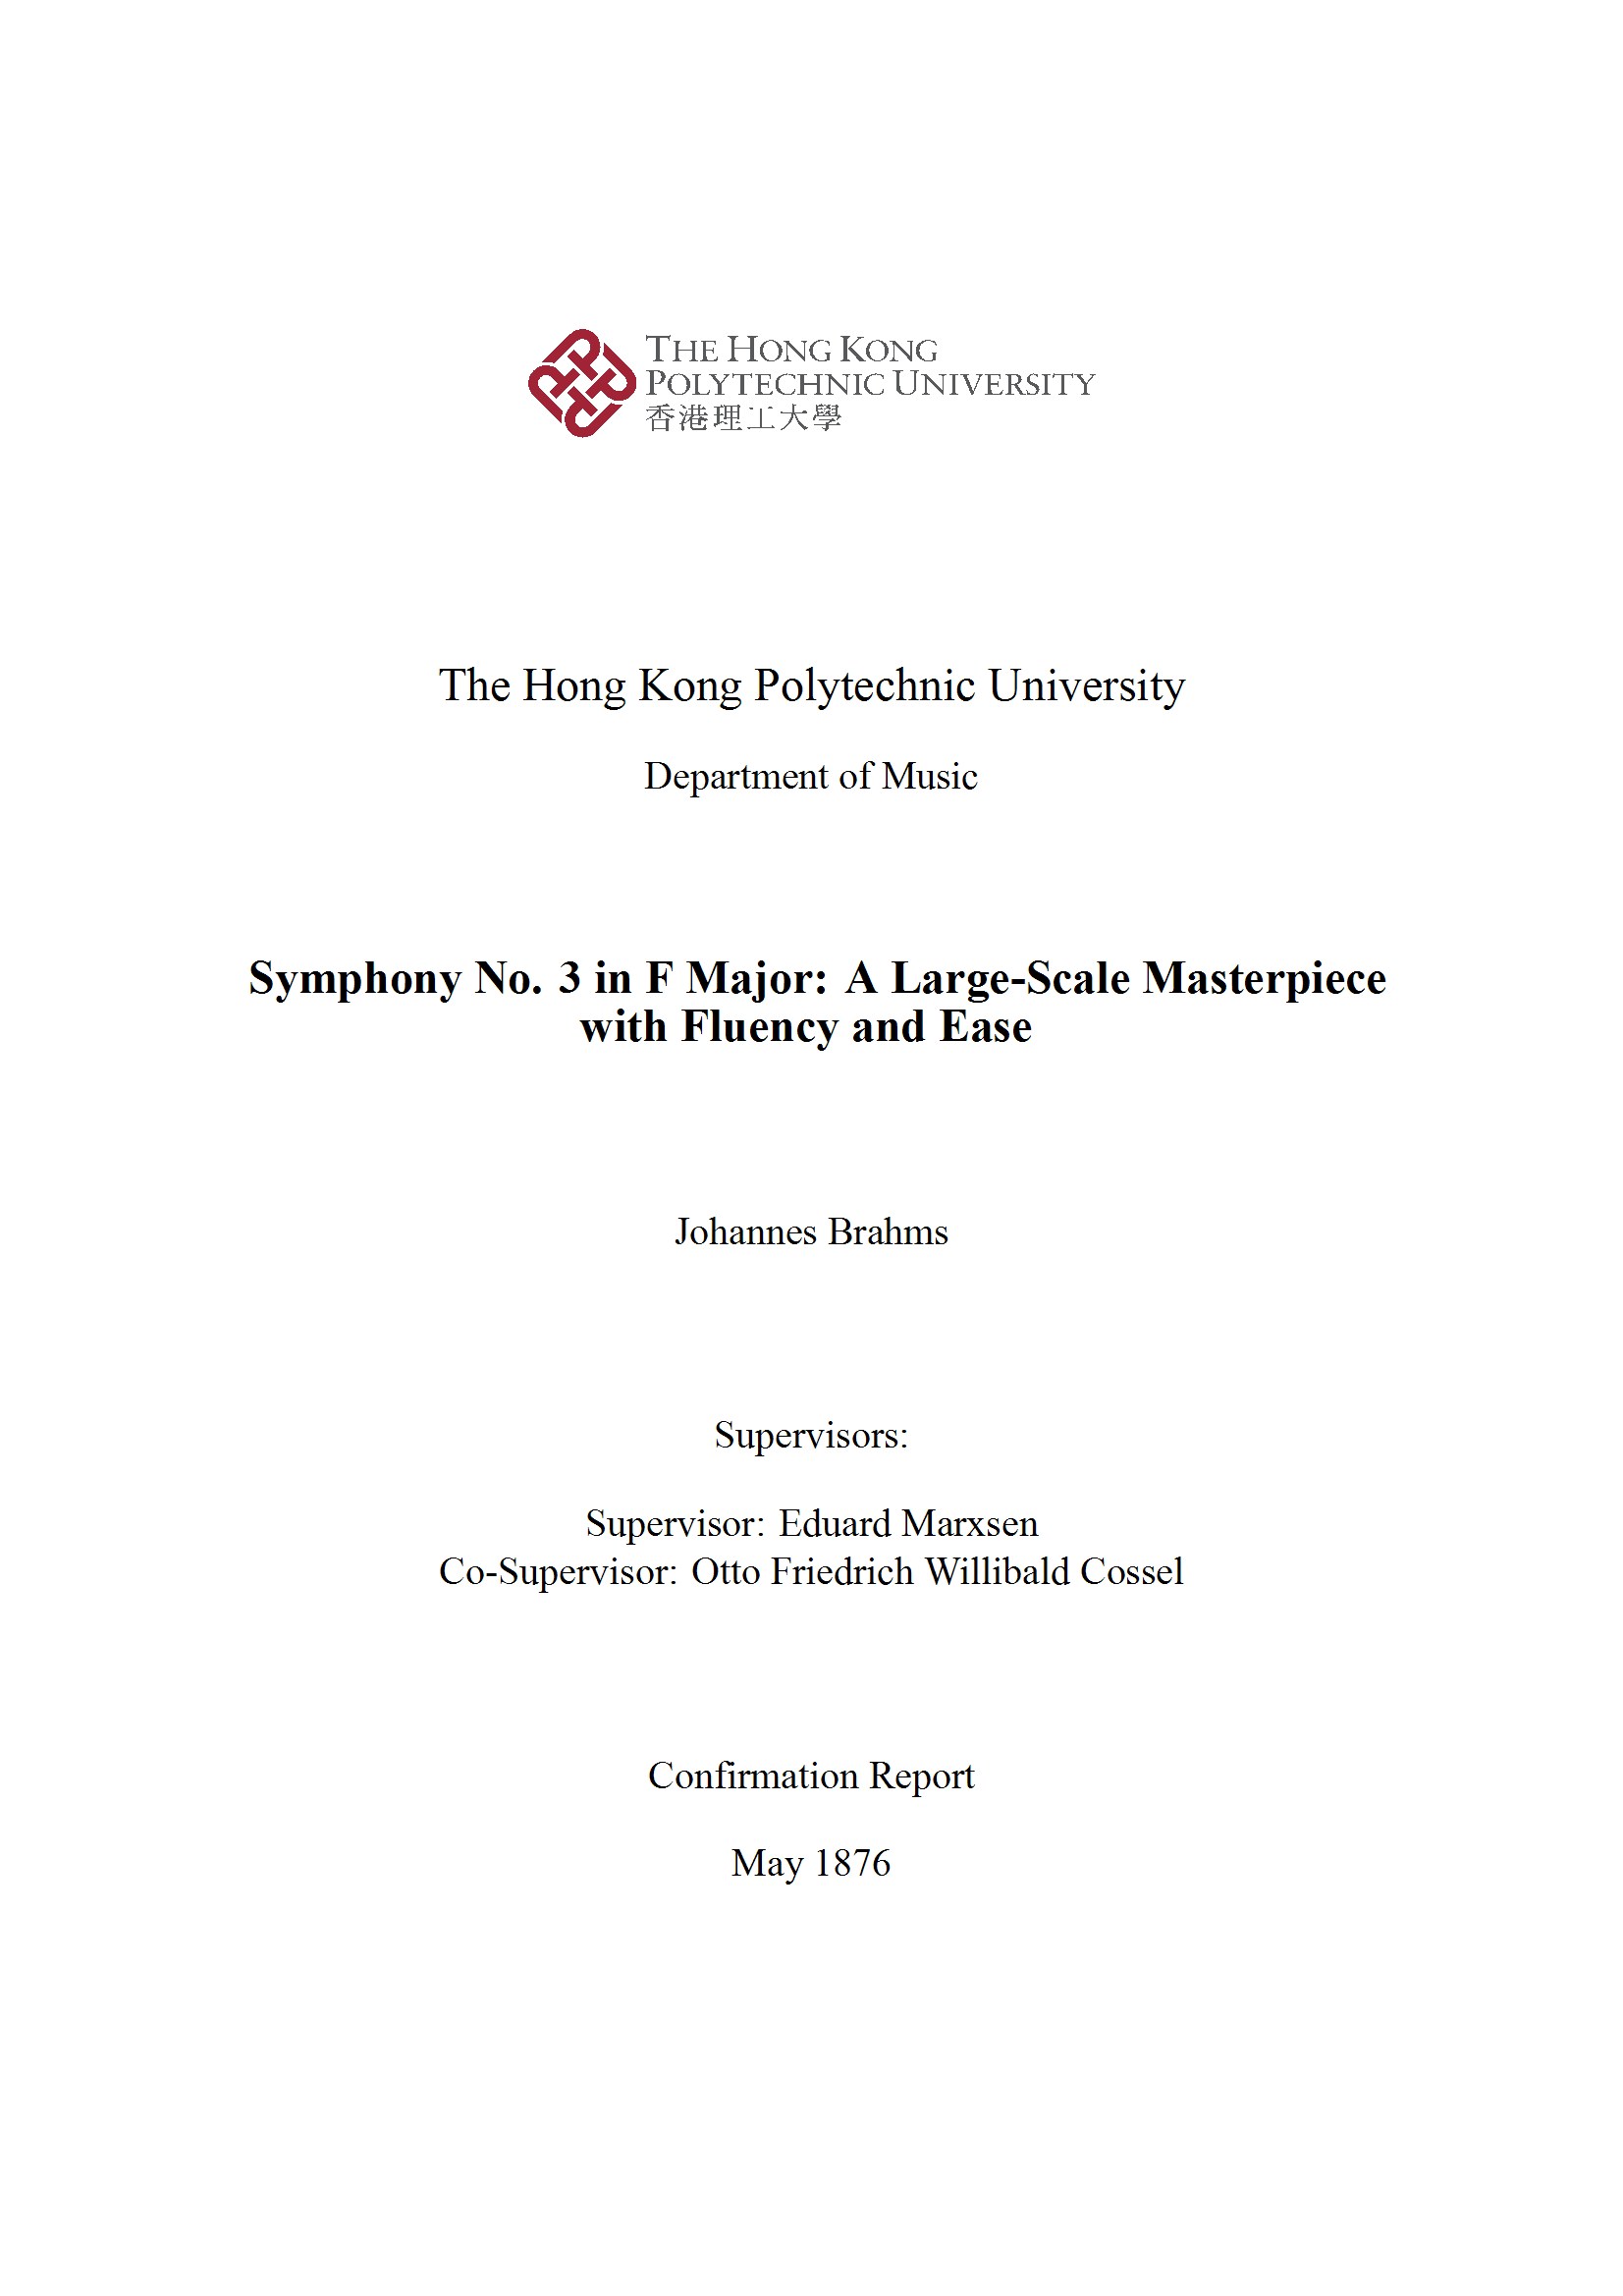 THE HONG KONG
POLYTECHNIC UNIVERSITY
香港理工大學
The Hong Kong Polytechnic University
Department of Music
Symphony No. 3 in F Major: A Large-Scale Masterpiece
with Fluency and Ease
Johannes Brahms
Supervisors:
Supervisor: Eduard Marxsen
Co-Supervisor: Otto Friedrich Willibald Cossel
Confirmation Report
May 1876